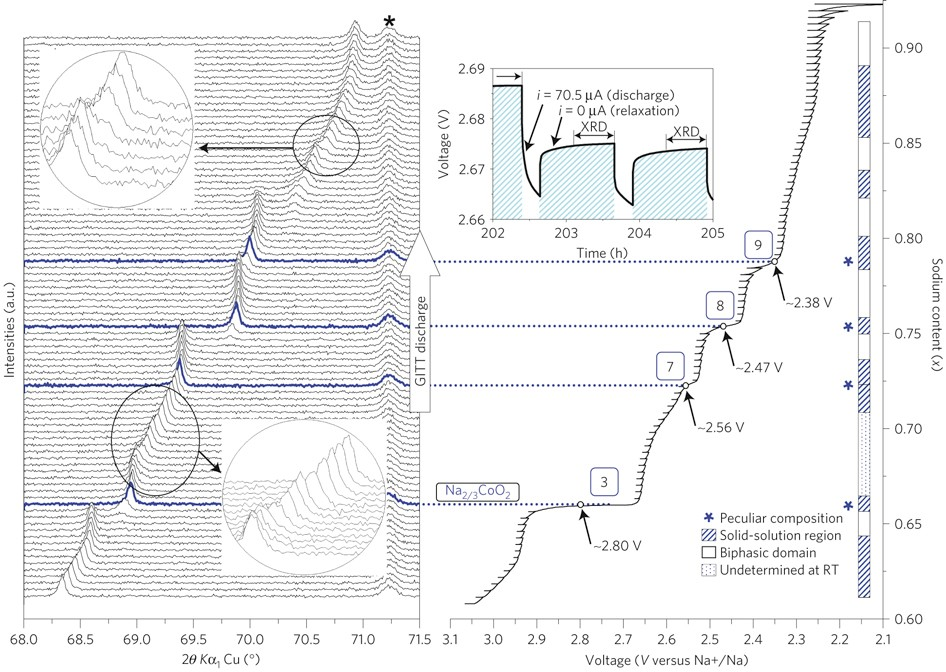 *
Intensities (a.u.)
68.0 68.5 69.0 69.5 70.0 70.5 71.0 71.5
2θ Kα1 Cu (°)
GITT discharge
2.69
2.68
2.67
2.66
Voltage (V)
i = 70.5 µA (discharge)
i = 0 µA (relaxation)
XRD
XRD
202 203 204 205
Time (h)
9
~2.38 V
8
~2.47 V
7
~2.56 V
Na2/3CoO2
3
~2.80 V
* Peculiar composition
Solid-solution region
Biphasic domain
Undetermined at RT
*
*
*
*
0.90
0.85
0.80
0.75
0.70
0.65
0.60
Sodium content (x)
3.1 3.0 2.9 2.8 2.7 2.6 2.5 2.4 2.3 2.2 2.1
Voltage (V versus Na+/Na)